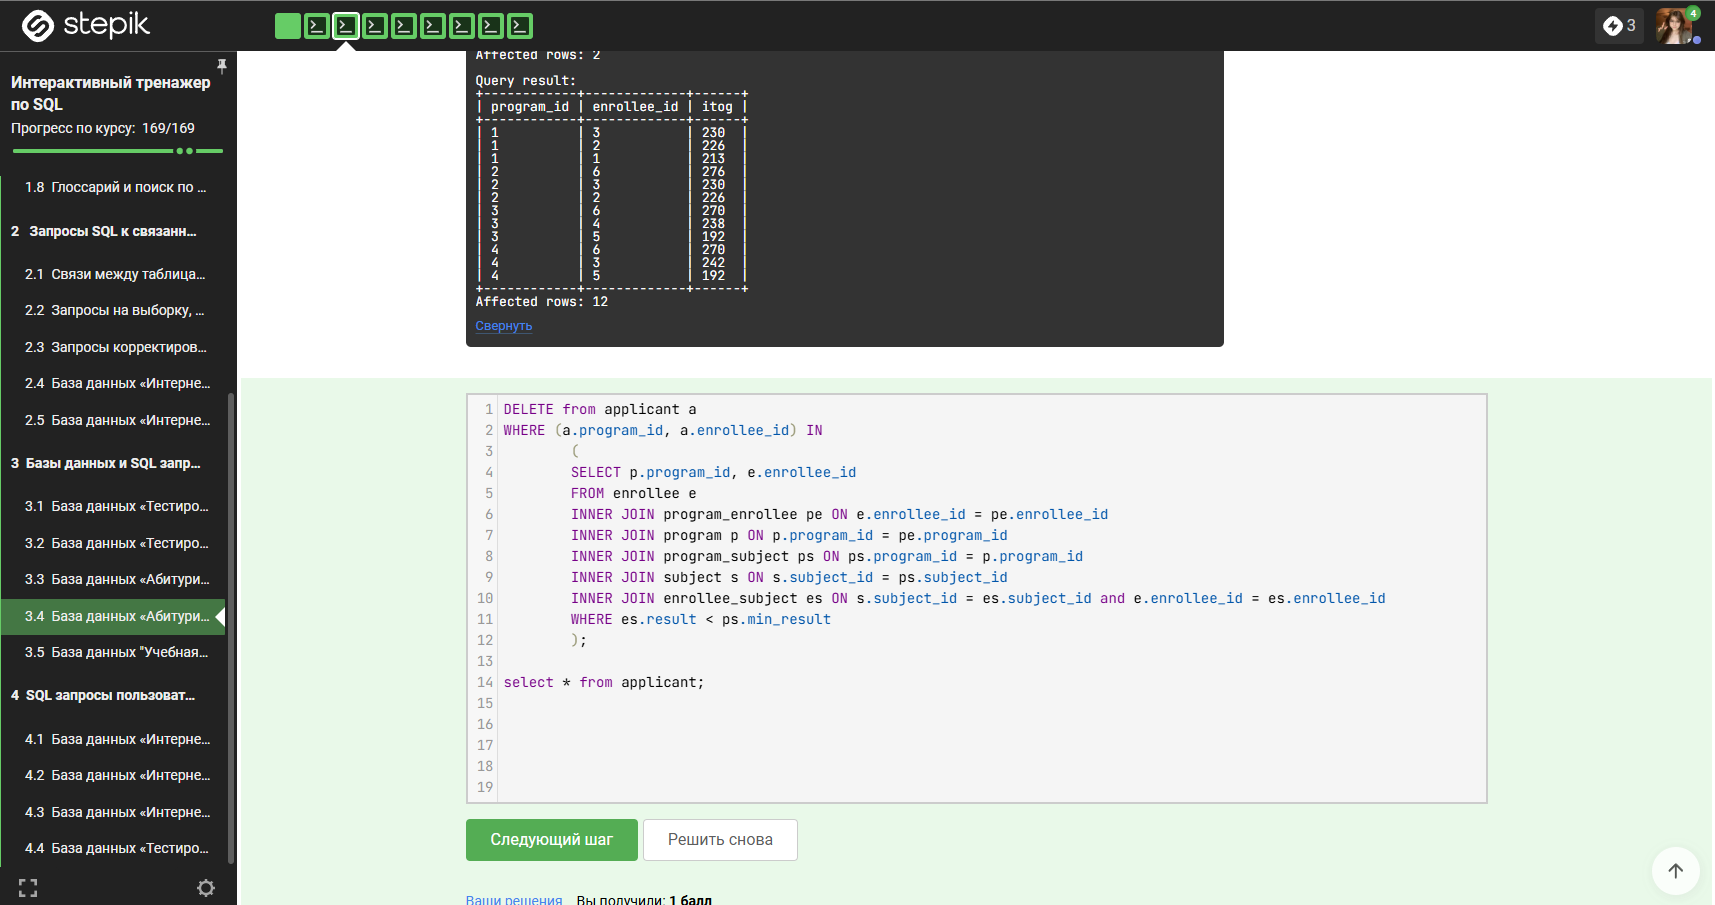 stepik
3
4
Интерактивный тренажер
по SQL
Прогресс по курсу: 169/169
1.8 Глоссарий и поиск по ...
2 Запросы SQL к связанн...
2.1 Связи между таблица...
2.2 Запросы на выборку, ...
2.3 Запросы корректиров...
2.4 База данных «Интерне...
2.5 База данных «Интерне...
3 Базы данных и SQL запр...
3.1 База данных «Тестиро...
3.2 База данных «Тестиро...
3.3 База данных «Абитури...
3.4 База данных «Абитури...
3.5 База данных "Учебная...
4 SQL запросы пользоват...
4.1 База данных «Интерне...
4.2 База данных «Интерне...
4.3 База данных «Интерне...
4.4 База данных «Тестиро...
Affected rows: 2
Query result:
+------------+-------------+------+
| program_id | enrollee_id | itog |
+------------+-------------+------+
| 1          | 3           | 230  |
| 1          | 2           | 226  |
| 1          | 1           | 213  |
| 2          | 6           | 276  |
| 2          | 3           | 230  |
| 2          | 2           | 226  |
| 3          | 6           | 270  |
| 3          | 4           | 238  |
| 3          | 5           | 192  |
| 4          | 6           | 270  |
| 4          | 3           | 242  |
| 4          | 5           | 192  |
+------------+-------------+------+
Affected rows: 12
Свернуть
1 DELETE from applicant a
2 WHERE (a.program_id, a.enrollee_id) IN
3         (
4         SELECT p.program_id, e.enrollee_id
5         FROM enrollee e
6         INNER JOIN program_enrollee pe ON e.enrollee_id = pe.enrollee_id
7         INNER JOIN program p ON p.program_id = pe.program_id
8         INNER JOIN program_subject ps ON ps.program_id = p.program_id
9         INNER JOIN subject s ON s.subject_id = ps.subject_id
10         INNER JOIN enrollee_subject es ON s.subject_id = es.subject_id and e.enrollee_id = es.enrollee_id
11         WHERE es.result < ps.min_result
12         );
13
14 select * from applicant;
15
16
17
18
19
Следующий шаг
Решить снова
Ваши решения Вы получили: 1 балл